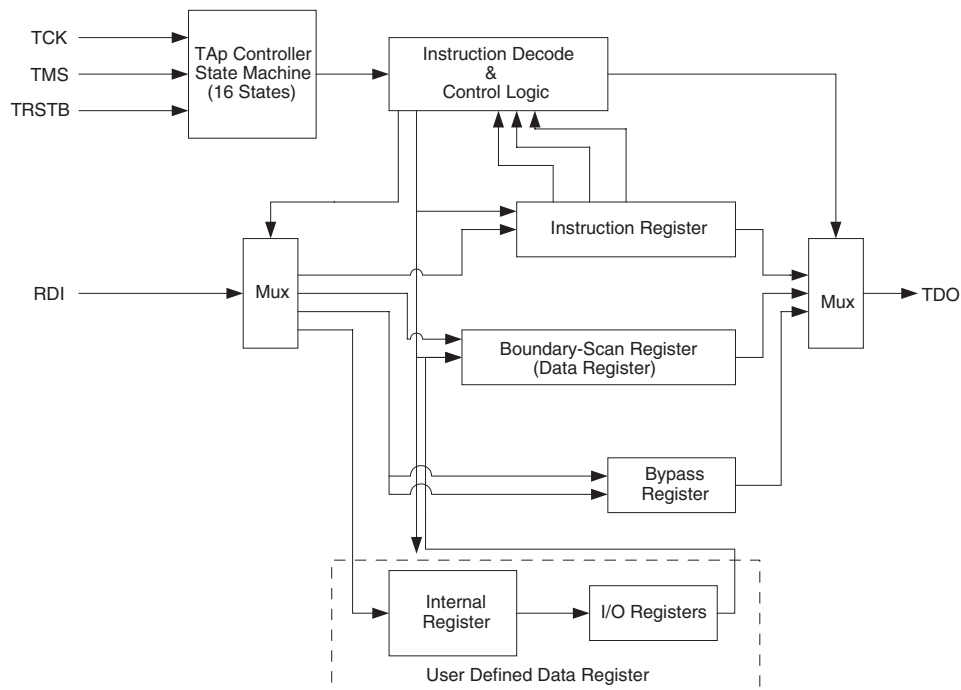 TCK
TMS
TRSTB
TAp Controller
State Machine
(16 States)
Instruction Decode
&
Control Logic
Instruction Register
RDI
Mux
Mux
TDO
Boundary-Scan Register
(Data Register)
Bypass
Register
Internal
Register
I/O Registers
User Defined Data Register